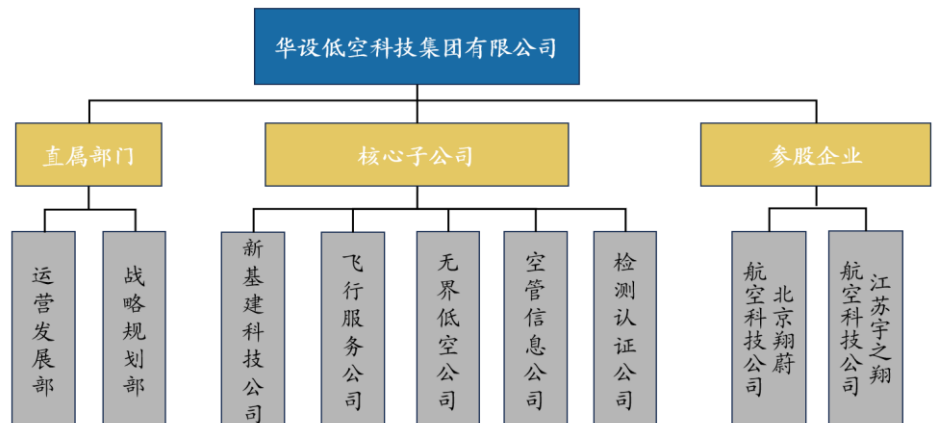 华设低空科技集团有限公司
直属部门
核心子公司
参股企业
运营发展部
战略规划部
新基建科技公司
飞行服务公司
无界低空公司
空管信息公司
检测认证公司
北京翔蔚
航空科技公司
江苏宇之翔
航空科技公司